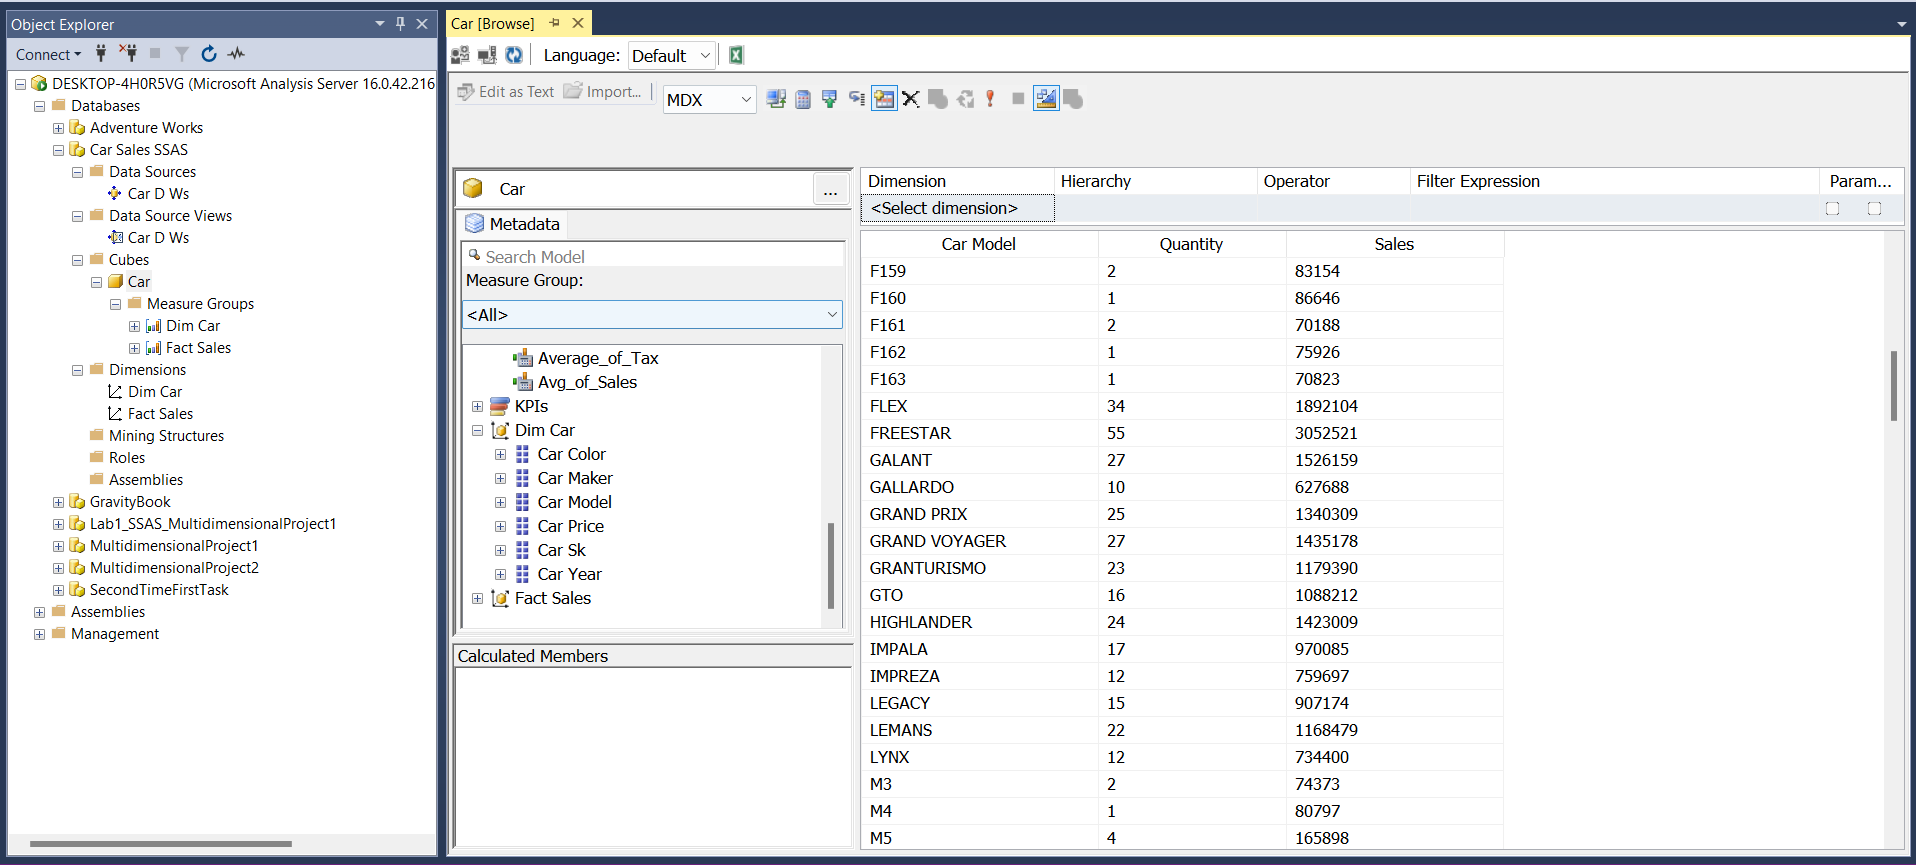 Object Explorer
Connect
DESKTOP-4H0R5VG (Microsoft Analysis Server 16.0.42.216
Databases
Adventure Works
Car Sales SSAS
Data Sources
Car D Ws
Data Source Views
Car D Ws
Cubes
Car
Measure Groups
Dim Car
Fact Sales
Dimensions
Dim Car
Fact Sales
Mining Structures
Roles
Assemblies
GravityBook
Lab1_SSAS_MultidimensionalProject1
MultidimensionalProject1
MultidimensionalProject2
SecondTimeFirstTask
Assemblies
Management
Car [Browse]
Language: Default
Edit as Text Import... MDX
Car ...
Metadata
Search Model
Measure Group:
<All>
Average_of_Tax
Avg_of_Sales
KPIs
Dim Car
Car Color
Car Maker
Car Model
Car Price
Car Sk
Car Year
Fact Sales
Calculated Members
Dimension Hierarchy Operator Filter Expression Param...
<Select dimension>
Car Model Quantity Sales
F159 2 83154
F160 1 86646
F161 2 70188
F162 1 75926
F163 1 70823
FLEX 34 1892104
FREESTAR 55 3052521
GALANT 27 1526159
GALLARDO 10 627688
GRAND PRIX 25 1340309
GRAND VOYAGER 27 1435178
GRANTURISMO 23 1179390
GTO 16 1088212
HIGHLANDER 24 1423009
IMPALA 17 970085
IMPREZA 12 759697
LEGACY 15 907174
LEMANS 22 1168479
LYNX 12 734400
M3 2 74373
M4 1 80797
M5 4 165898